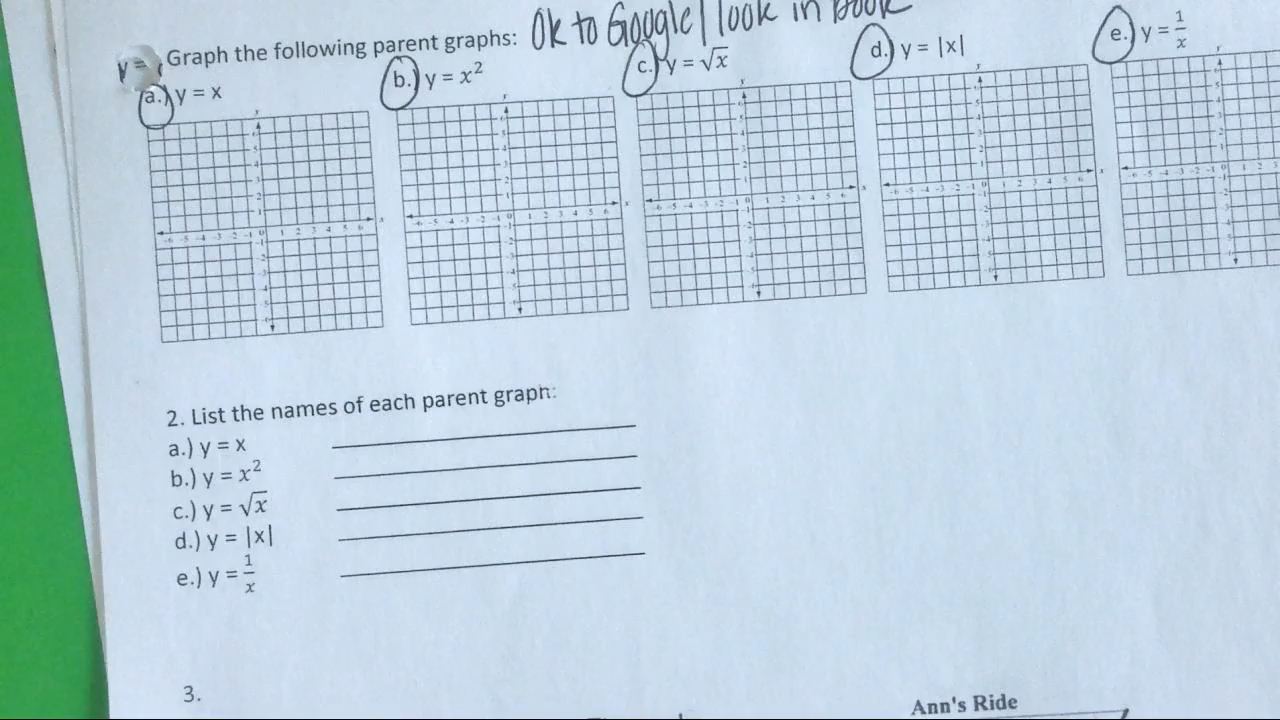 Ok to Google/look in book
Graph the following parent graphs:
y =
a.) y = x
b.) y = x²
c.) y = √x
d.) y = |x|
e.) y = 1/x
2. List the names of each parent graph:
a.) y = x
b.) y = x²
c.) y = √x
d.) y = |x|
e.) y = 1/x
3.
Ann's Ride